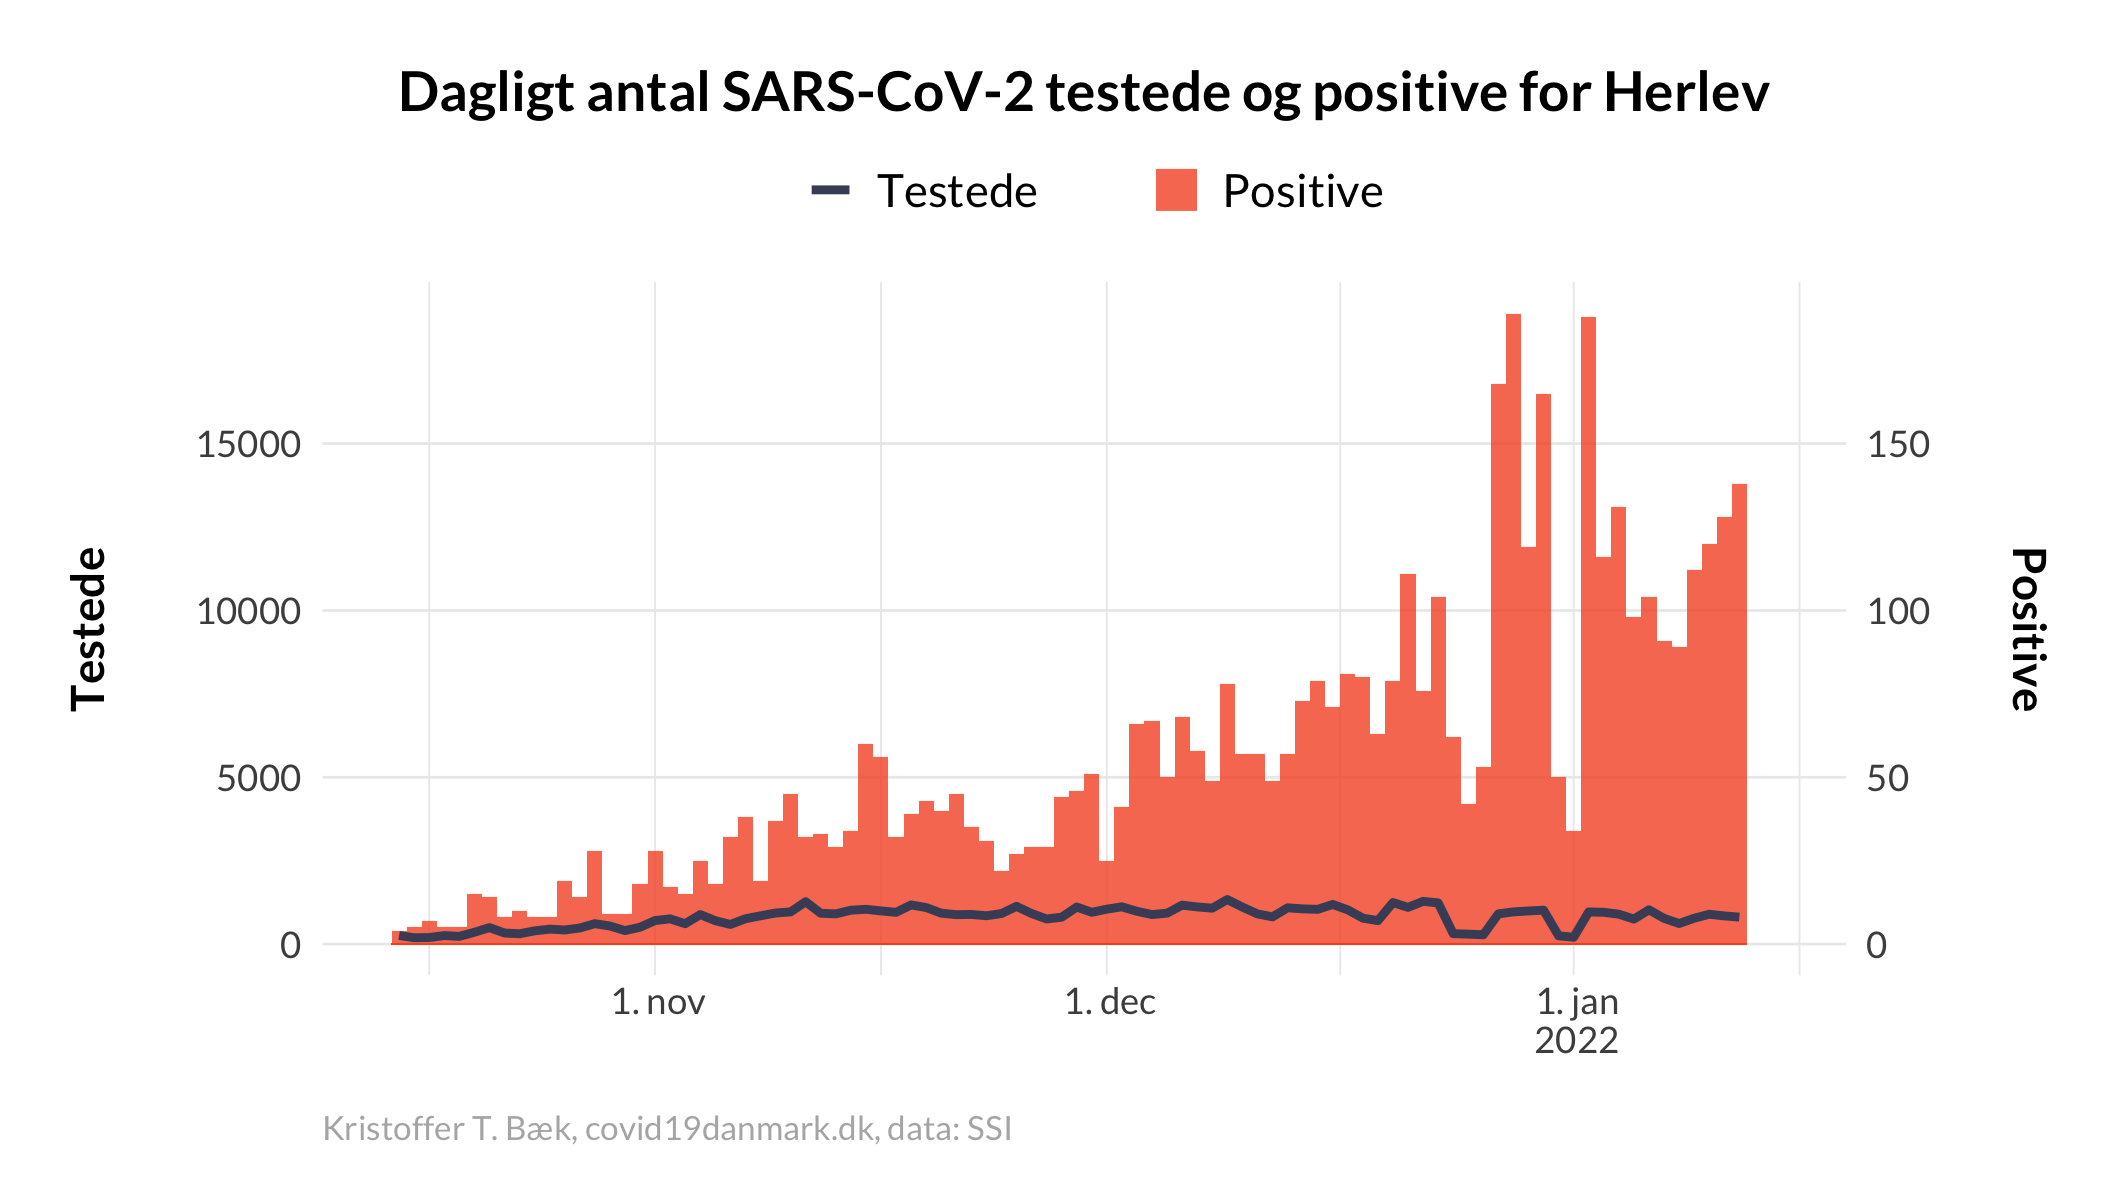 Dagligt antal SARS-CoV-2 testede og positive for Herlev
Testede
Positive
15000
10000
5000
0
150
100
50
0
Testede
Positive
1. nov
1. dec
1. jan
2022
Kristoffer T. Bæk, covid19danmark.dk, data: SSI